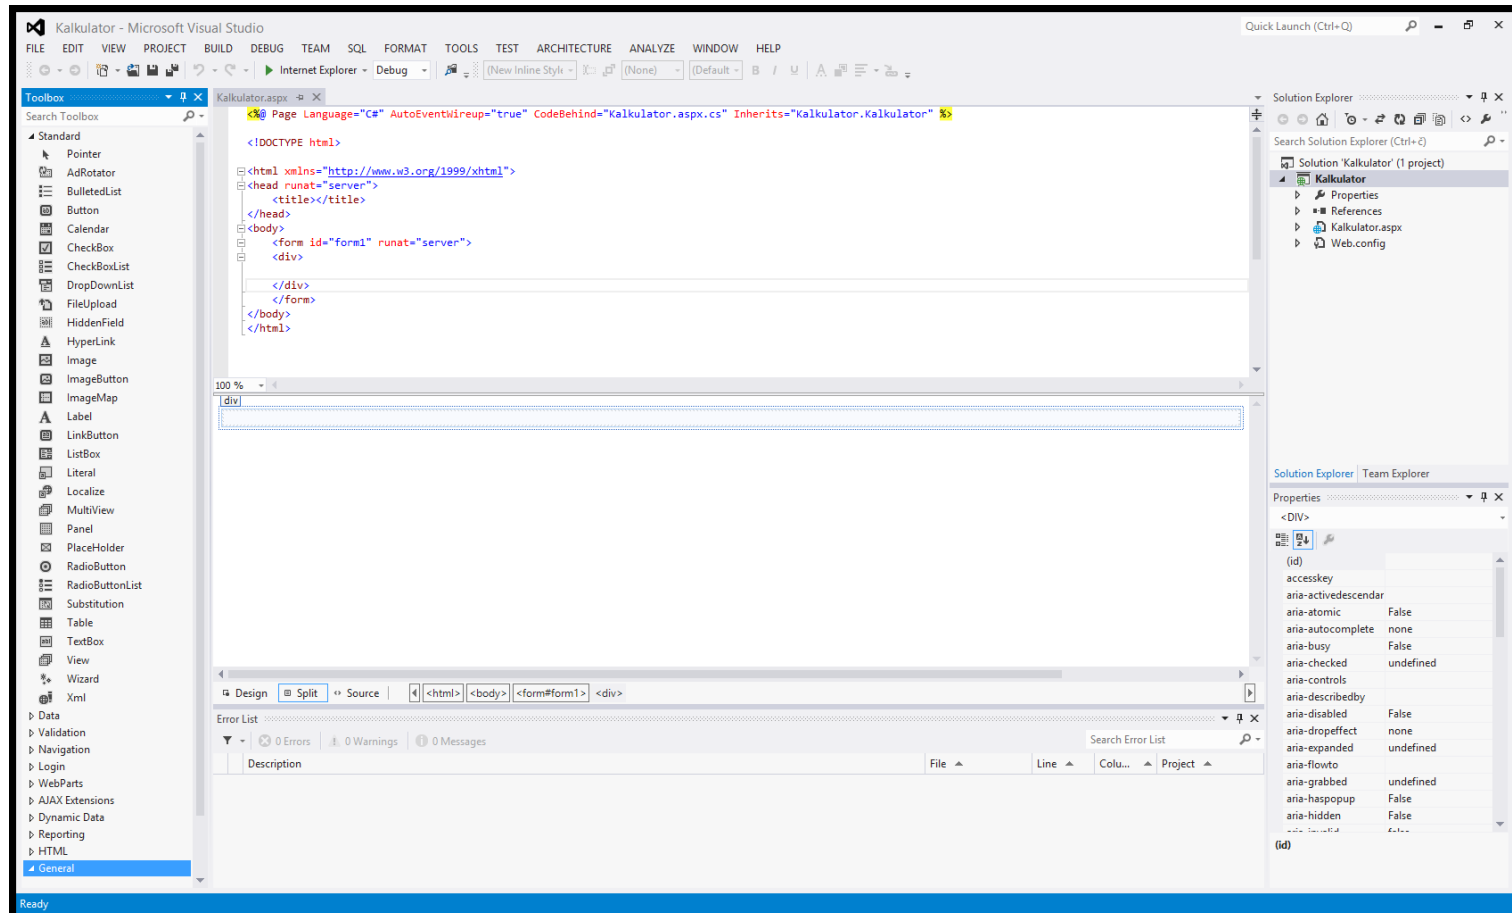 Kalkulator - Microsoft Visual Studio
Quick Launch (Ctrl+Q)
FILE EDIT VIEW PROJECT BUILD DEBUG TEAM SQL FORMAT TOOLS TEST ARCHITECTURE ANALYZE WINDOW HELP
Internet Explorer Debug (New Inline Style (None) (Default B I U A
Toolbox
Search Toolbox
Standard
Pointer
AdRotator
BulletedList
Button
Calendar
CheckBox
CheckBoxList
DropDownList
FileUpload
HiddenField
HyperLink
Image
ImageButton
ImageMap
Label
LinkButton
ListBox
Literal
Localize
MultiView
Panel
PlaceHolder
RadioButton
RadioButtonList
Substitution
Table
TextBox
View
Wizard
Xml
Data
Validation
Navigation
Login
WebParts
AJAX Extensions
Dynamic Data
Reporting
HTML
General
Kalkulator.aspx
<%@ Page Language="C#" AutoEventWireup="true" CodeBehind="Kalkulator.aspx.cs" Inherits="Kalkulator.Kalkulator" %>
<!DOCTYPE html>
<html xmlns="http://www.w3.org/1999/xhtml">
<head runat="server">
<title></title>
</head>
<body>
<form id="form1" runat="server">
<div>
</div>
</form>
</body>
</html>
100 %
div
Design Split Source <html> <body> <form#form1> <div>
Error List
0 Errors 0 Warnings 0 Messages
Search Error List
Description File Line Colu... Project
Solution Explorer
Search Solution Explorer (Ctrl+č)
Solution 'Kalkulator' (1 project)
Kalkulator
Properties
References
Kalkulator.aspx
Web.config
Solution Explorer Team Explorer
Properties
<DIV>
(id)
accesskey
aria-activedescendar
aria-atomic False
aria-autocomplete none
aria-busy False
aria-checked undefined
aria-controls
aria-describedby
aria-disabled False
aria-dropeffect none
aria-expanded undefined
aria-flowto
aria-grabbed undefined
aria-haspopup False
aria-hidden False
aria-invalid false
(id)
Ready